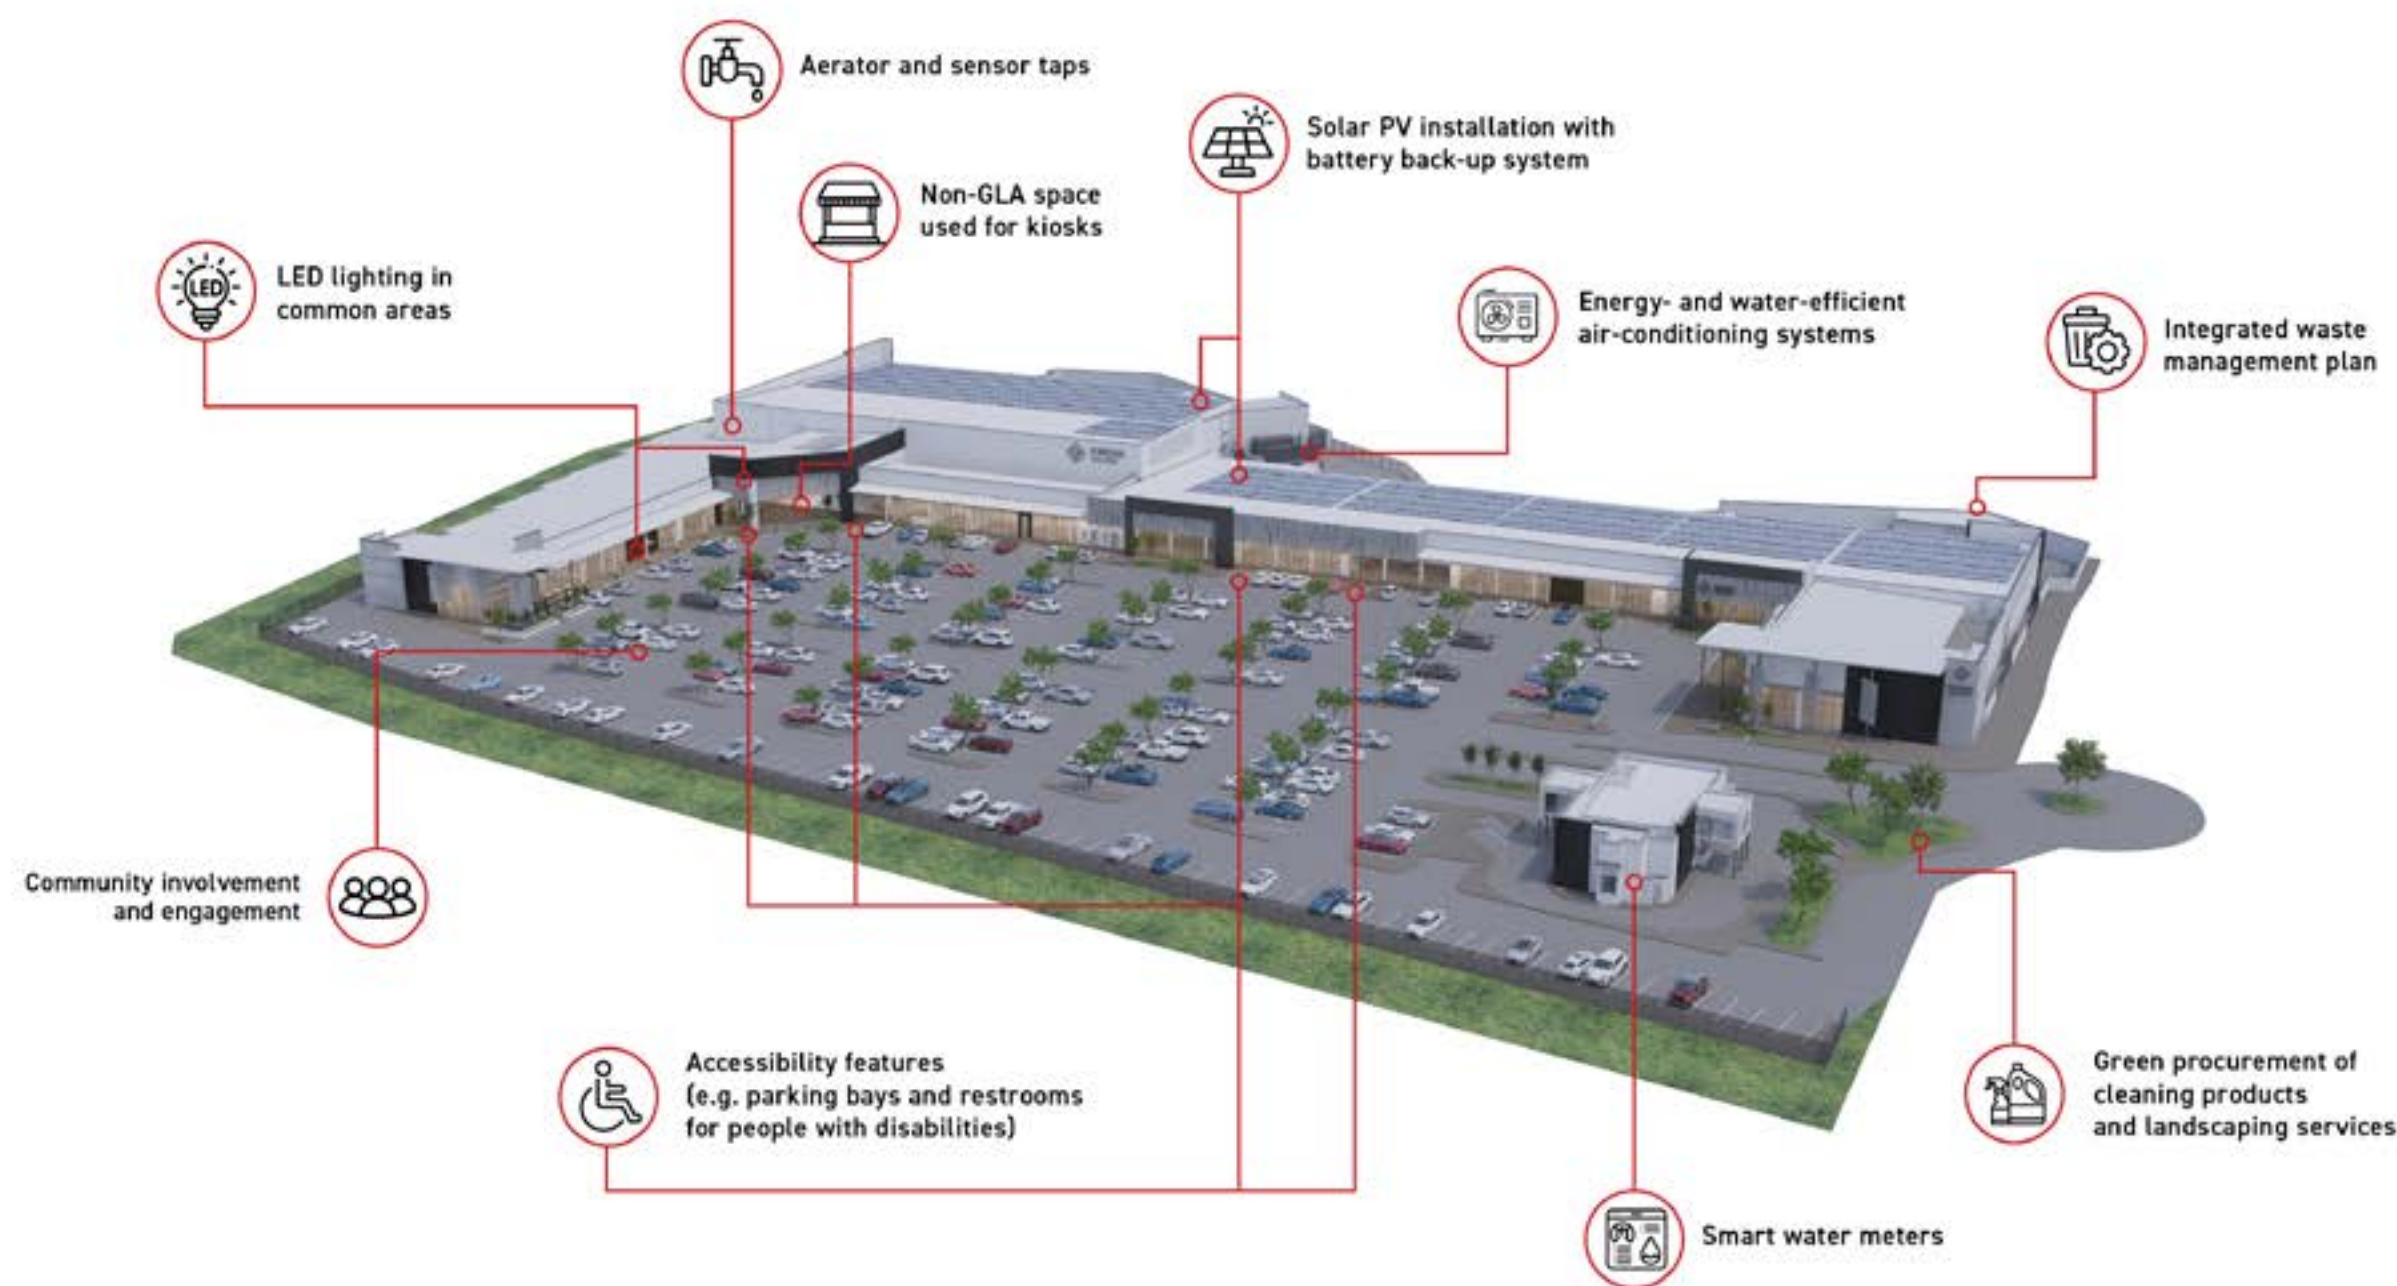 Aerator and sensor taps
Solar PV installation with
battery back-up system
Non-GLA space
used for kiosks
LED
LED lighting in
common areas
Energy- and water-efficient
air-conditioning systems
Integrated waste
management plan
Community involvement
and engagement
Accessibility features
(e.g. parking bays and restrooms
for people with disabilities)
Green procurement of
cleaning products
and landscaping services
Smart water meters